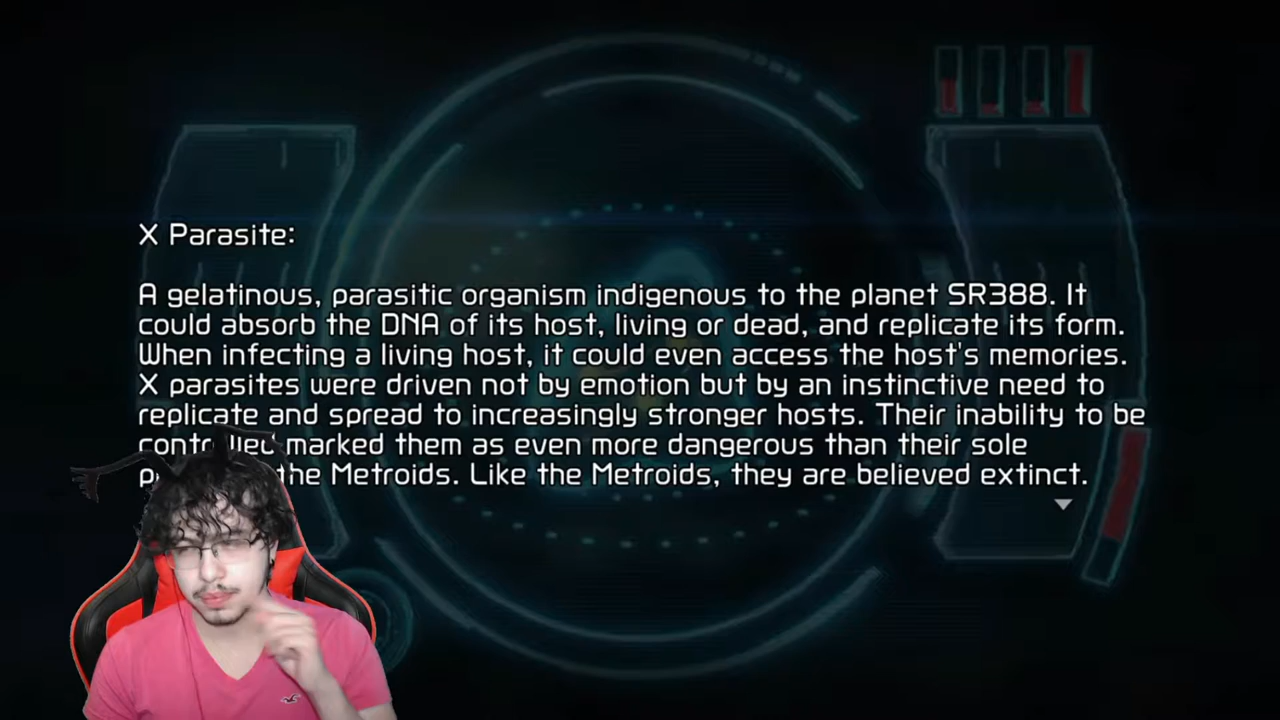 X Parasite:
A gelatinous, parasitic organism indigenous to the planet SR388. It
could absorb the DNA of its host, living or dead, and replicate its form.
When infecting a living host, it could even access the host's memories.
X parasites were driven not by emotion but by an instinctive need to
replicate and spread to increasingly stronger hosts. Their inability to be
controlled marked them as even more dangerous than their sole
the Metroids. Like the Metroids, they are believed extinct.